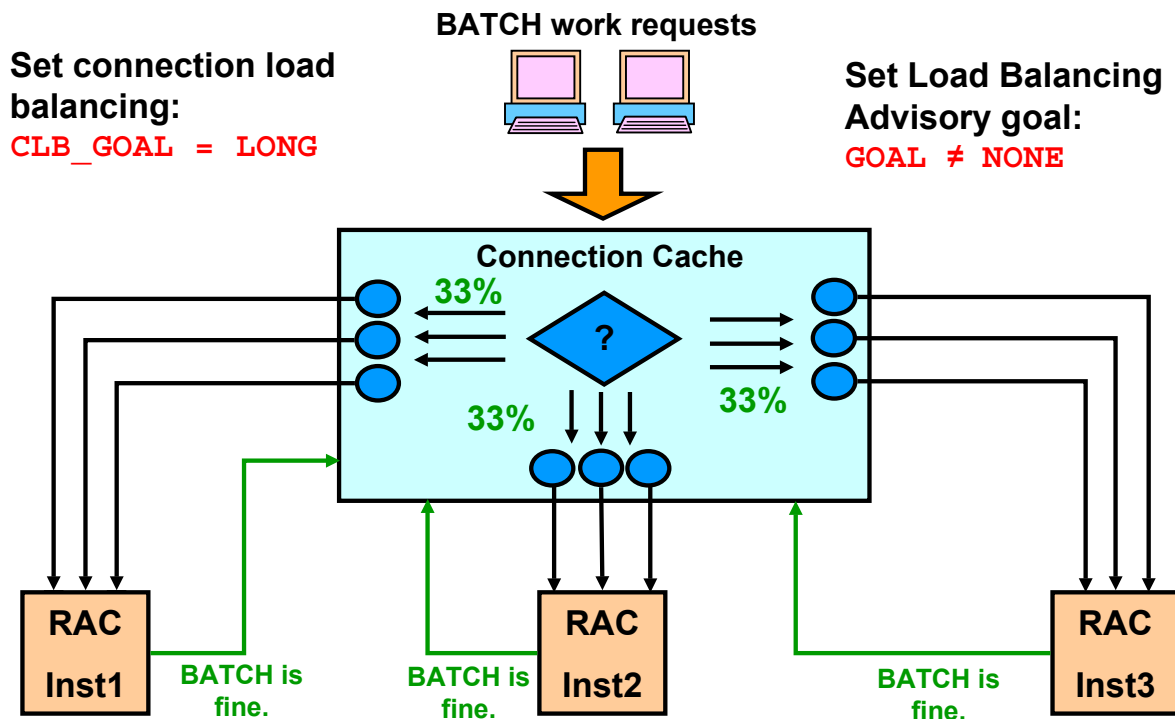 BATCH work requests
Set connection load
balancing:
CLB_GOAL = LONG
Set Load Balancing
Advisory goal:
GOAL ≠ NONE
Connection Cache
33%
?
33%
33%
RAC
Inst1
BATCH is
fine.
BATCH is
fine.
RAC
Inst2
BATCH is
fine.
RAC
Inst3